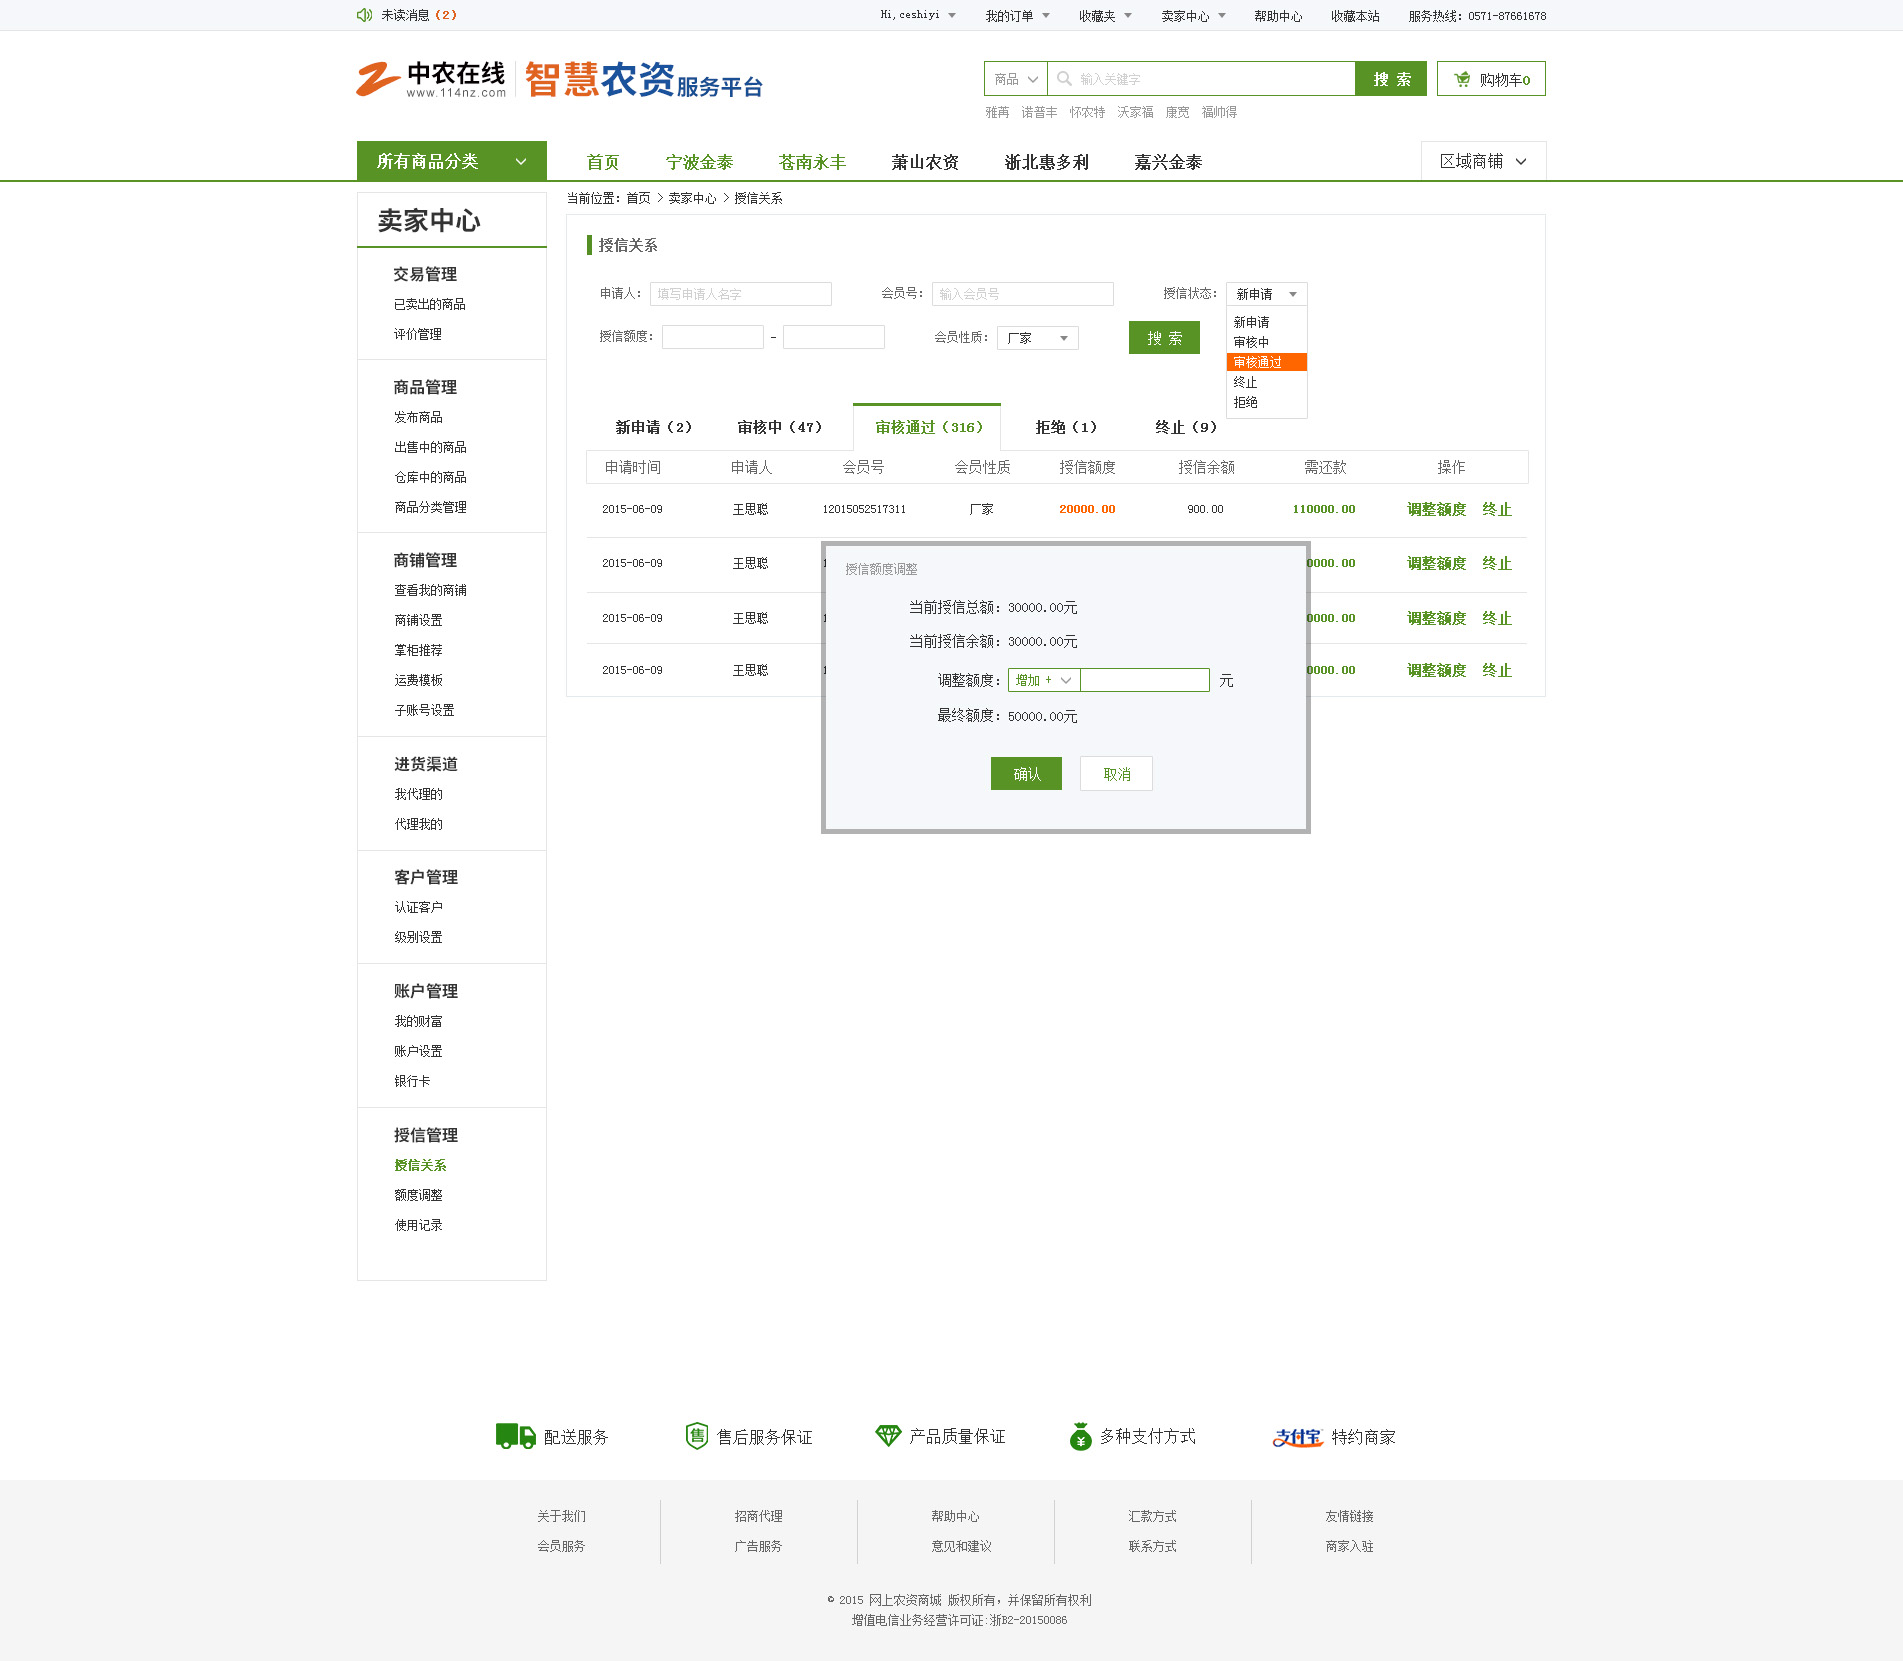 未读消息（2） Hi, ceshiyi 我的订单 收藏夹 卖家中心 帮助中心 收藏本站 服务热线：0571-87661678
中农在线 www.114nz.com 智慧农资服务平台
商品 输入关键字 搜 索 购物车0
雅苒 诺普丰 怀农特 沃家福 康宽 福帅得
所有商品分类 首页 宁波金泰 苍南永丰 萧山农资 浙北惠多利 嘉兴金泰 区域商铺
当前位置：首页 > 卖家中心 > 授信关系
卖家中心
交易管理
已卖出的商品
评价管理
商品管理
发布商品
出售中的商品
仓库中的商品
商品分类管理
商铺管理
查看我的商铺
商铺设置
掌柜推荐
运费模板
子账号设置
进货渠道
我代理的
代理我的
客户管理
认证客户
级别设置
账户管理
我的财富
账户设置
银行卡
授信管理
授信关系
额度调整
使用记录
授信关系
申请人： 填写申请人名字 会员号： 输入会员号 授信状态： 新申请
授信额度： - 会员性质： 厂家 搜 索
新申请
审核中
审核通过
终止
拒绝
新申请（2） 审核中（47） 审核通过（316） 拒绝（1） 终止（9）
申请时间 申请人 会员号 会员性质 授信额度 授信余额 需还款 操作
2015-06-09 王思聪 12015052517311 厂家 20000.00 900.00 110000.00 调整额度 终止
2015-06-09 王思聪 1 0000.00 调整额度 终止
2015-06-09 王思聪 1 0000.00 调整额度 终止
2015-06-09 王思聪 1 0000.00 调整额度 终止
授信额度调整
当前授信总额：30000.00元
当前授信余额：30000.00元
调整额度： 增加 + 元
最终额度：50000.00元
确认 取消
配送服务 售 售后服务保证 产品质量保证 ¥ 多种支付方式 支付宝 特约商家
关于我们 招商代理 帮助中心 汇款方式 友情链接
会员服务 广告服务 意见和建议 联系方式 商家入驻
© 2015 网上农资商城 版权所有，并保留所有权利
增值电信业务经营许可证:浙B2-20150086